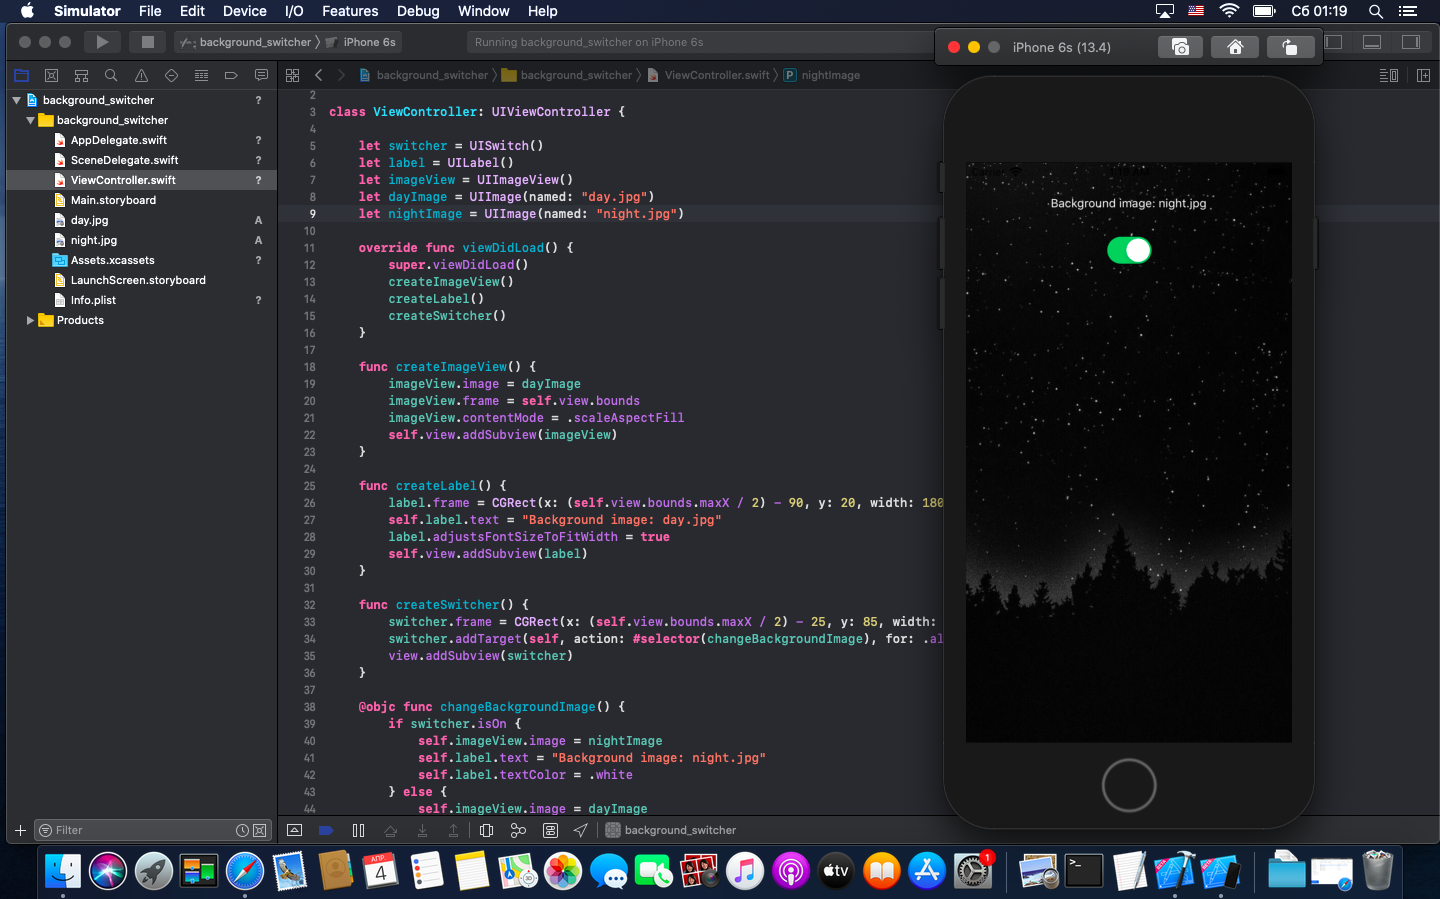 Simulator File Edit Device I/O Features Debug Window Help Сб 01:19
background_switcher iPhone 6s Running background_switcher on iPhone 6s
iPhone 6s (13.4)
background_switcher background_switcher ViewController.swift P nightImage
background_switcher ?
background_switcher
AppDelegate.swift ?
SceneDelegate.swift ?
ViewController.swift ?
Main.storyboard
day.jpg A
night.jpg A
Assets.xcassets ?
LaunchScreen.storyboard
Info.plist ?
Products
Filter
2
3 class ViewController: UIViewController {
4
5 let switcher = UISwitch()
6 let label = UILabel()
7 let imageView = UIImageView()
8 let dayImage = UIImage(named: "day.jpg")
9 let nightImage = UIImage(named: "night.jpg")
10
11 override func viewDidLoad() {
12 super.viewDidLoad()
13 createImageView()
14 createLabel()
15 createSwitcher()
16 }
17
18 func createImageView() {
19 imageView.image = dayImage
20 imageView.frame = self.view.bounds
21 imageView.contentMode = .scaleAspectFill
22 self.view.addSubview(imageView)
23 }
24
25 func createLabel() {
26 label.frame = CGRect(x: (self.view.bounds.maxX / 2) - 90, y: 20, width: 180
27 self.label.text = "Background image: day.jpg"
28 label.adjustsFontSizeToFitWidth = true
29 self.view.addSubview(label)
30 }
31
32 func createSwitcher() {
33 switcher.frame = CGRect(x: (self.view.bounds.maxX / 2) - 25, y: 85, width:
34 switcher.addTarget(self, action: #selector(changeBackgroundImage), for: .al
35 view.addSubview(switcher)
36 }
37
38 @objc func changeBackgroundImage() {
39 if switcher.isOn {
40 self.imageView.image = nightImage
41 self.label.text = "Background image: night.jpg"
42 self.label.textColor = .white
43 } else {
44 self.imageView.image = dayImage
background_switcher
Background image: night.jpg
АПР
4
tv
1
>_